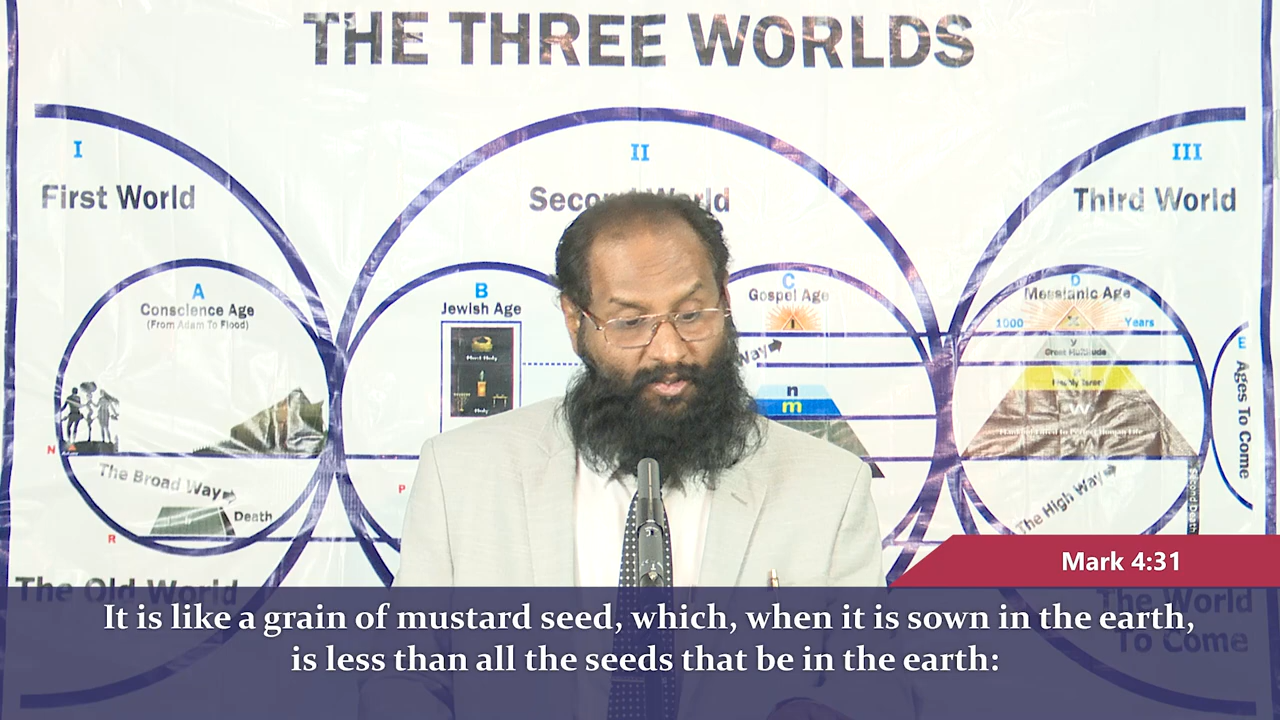 THE THREE WORLDS
I
II
III
First World
Second World
Third World
A
Conscience Age
(From Adam To Flood)
B
Jewish Age
Most Holy
Holy
C
Gospel Age
D
Messianic Age
1000
Years
y
Great Multitude
Fleshly Israel
W
n
m
Way
N
P
R
The Broad Way
Death
The High Way
Second Death
E Ages To Come
The Old World
The World
To Come
Mark 4:31
It is like a grain of mustard seed, which, when it is sown in the earth,
is less than all the seeds that be in the earth: